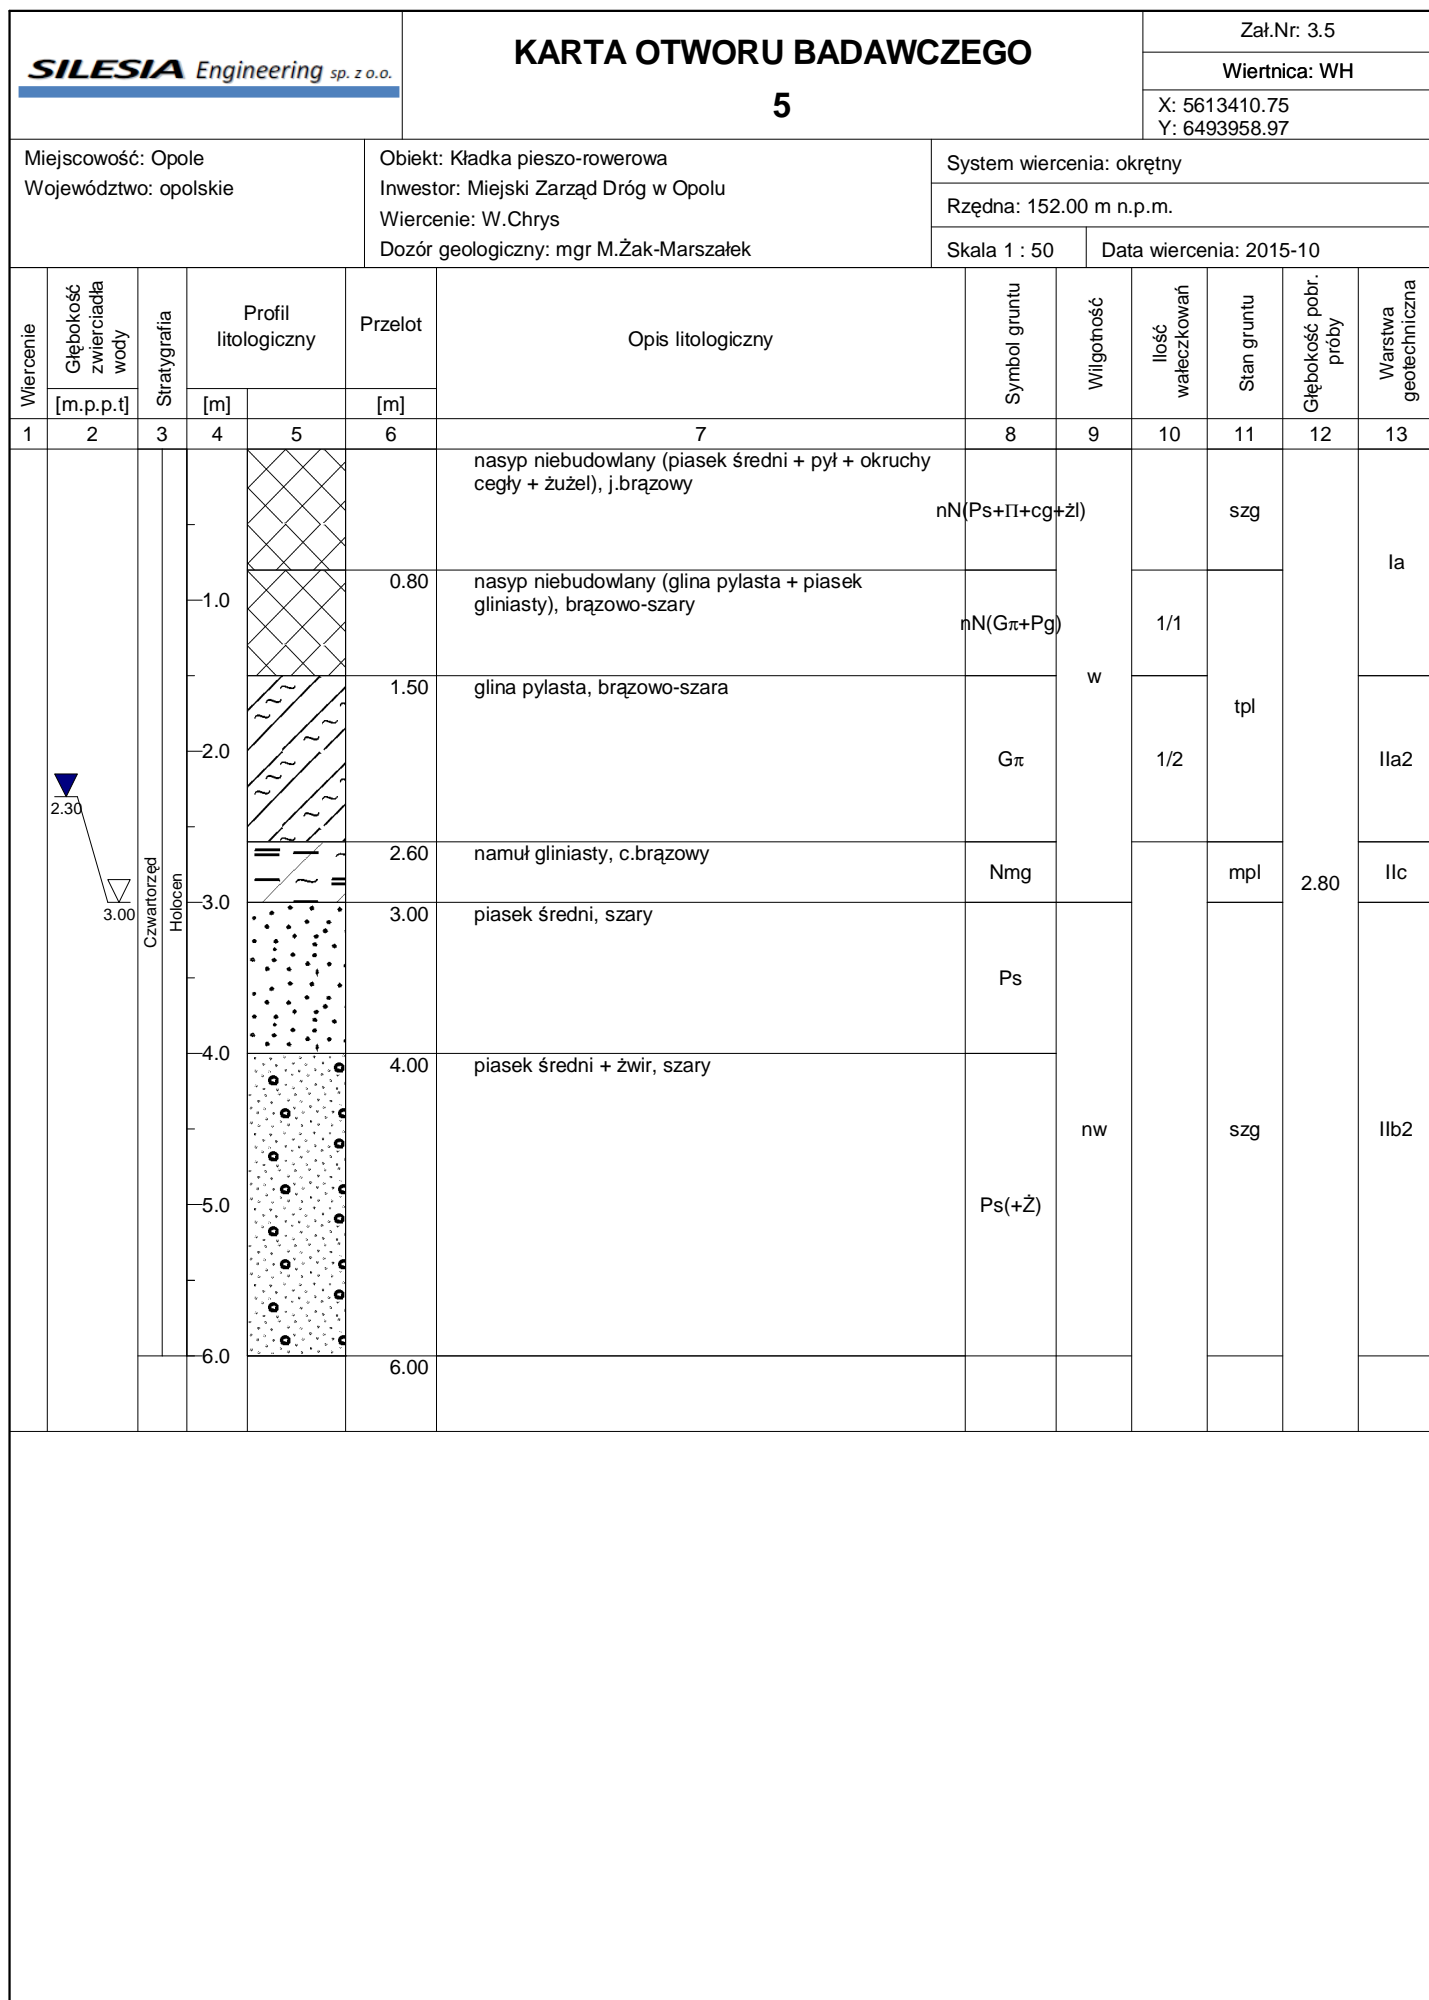 SILESIA Engineering sp. z o.o.
KARTA OTWORU BADAWCZEGO
5
Zał.Nr: 3.5
Wiertnica: WH
X: 5613410.75
Y: 6493958.97
Miejscowość: Opole
Województwo: opolskie
Obiekt: Kładka pieszo-rowerowa
Inwestor: Miejski Zarząd Dróg w Opolu
Wiercenie: W.Chrys
Dozór geologiczny: mgr M.Żak-Marszałek
System wiercenia: okrętny
Rzędna: 152.00 m n.p.m.
Skala 1 : 50
Data wiercenia: 2015-10
Wiercenie
Głębokość
zwierciadła
wody
[m.p.p.t]
Stratygrafia
Profil
litologiczny
[m]
Przelot
[m]
Opis litologiczny
Symbol gruntu
Wilgotność
Ilość
wałeczkowań
Stan gruntu
Głębokość pobr.
próby
Warstwa
geotechniczna
1 2 3 4 5 6 7 8 9 10 11 12 13
nasyp niebudowlany (piasek średni + pył + okruchy
cegły + żużel), j.brązowy
nN(Ps+Π+cg+żl)
szg
Ia
0.80
nasyp niebudowlany (glina pylasta + piasek
gliniasty), brązowo-szary
1.0
nN(Gπ+Pg)
1/1
w
tpl
1.50
glina pylasta, brązowo-szara
2.0
Gπ
1/2
IIa2
2.30
2.60
namuł gliniasty, c.brązowy
Nmg
mpl
2.80
IIc
3.00
Czwartorzęd
Holocen
3.0
3.00
piasek średni, szary
Ps
4.0
4.00
piasek średni + żwir, szary
nw
szg
IIb2
5.0
Ps(+Ż)
6.0
6.00